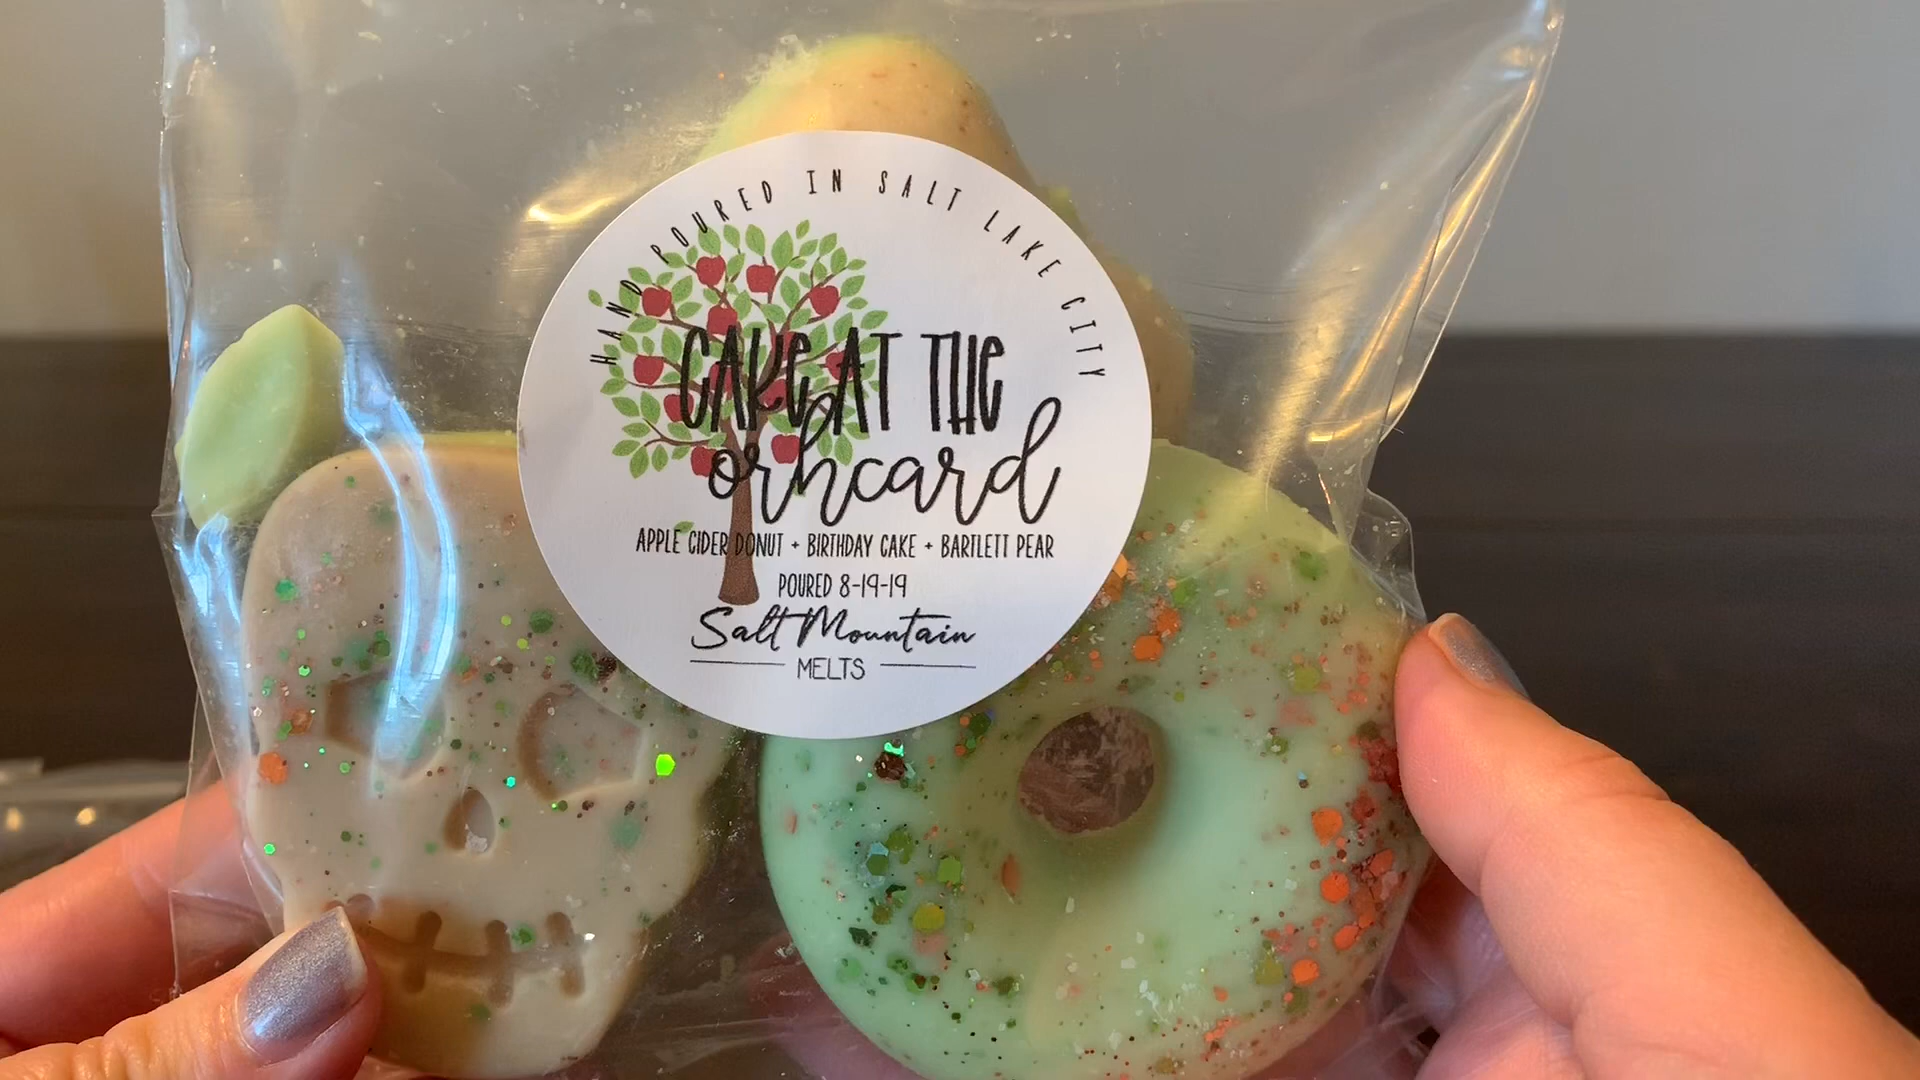 HAND POURED IN SALT LAKE CITY
CAKE AT THE
orhcard
APPLE CIDER DONUT + BIRTHDAY CAKE + BARTLETT PEAR
POURED 8-19-19
Salt Mountain
MELTS